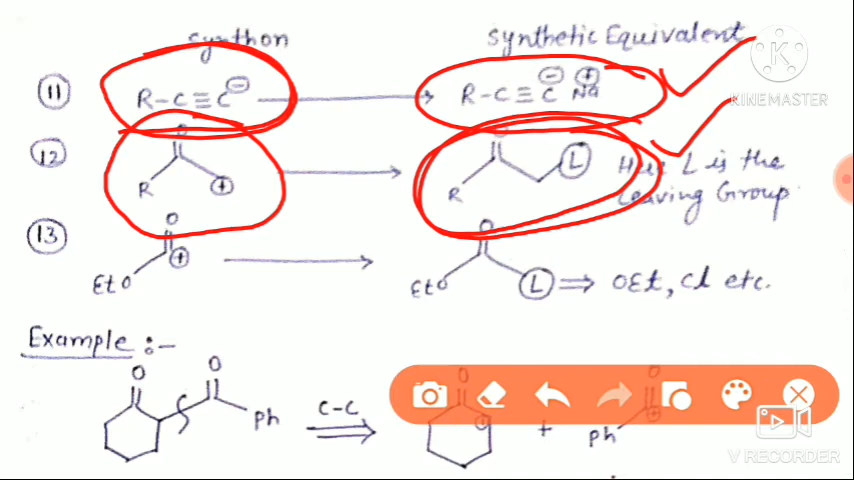 synthon synthetic Equivalent
KINEMASTER
11 R-C≡C⊖ → R-C≡C⊖ Na⊕
12 O R ⊕ → O R L Here L is the
Leaving Group.
13 O EtO ⊕ → O EtO L ⇒ OEt, Cl etc.
Example :-
O O Ph C-C O + Ph O ⊕
V RECORDER